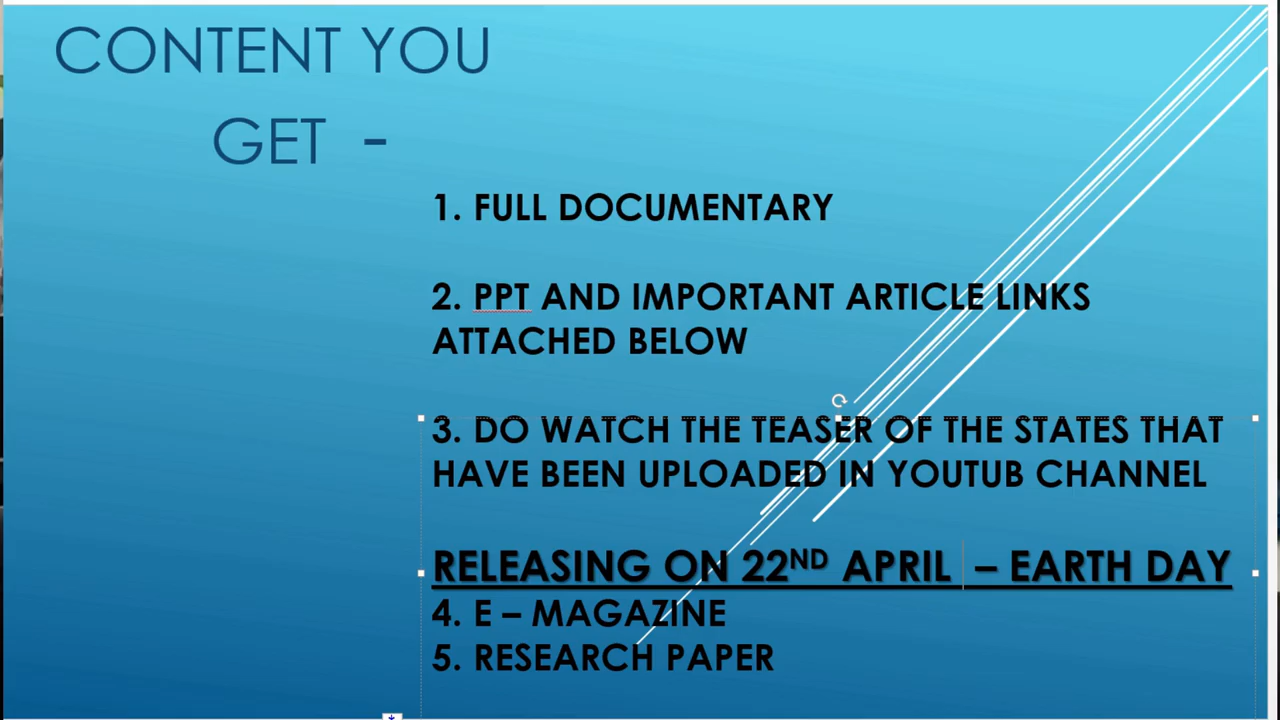 CONTENT YOU
GET -
1. FULL DOCUMENTARY
2. PPT AND IMPORTANT ARTICLE LINKS
ATTACHED BELOW
3. DO WATCH THE TEASER OF THE STATES THAT
HAVE BEEN UPLOADED IN YOUTUB CHANNEL
RELEASING ON 22ND APRIL – EARTH DAY
4. E – MAGAZINE
5. RESEARCH PAPER